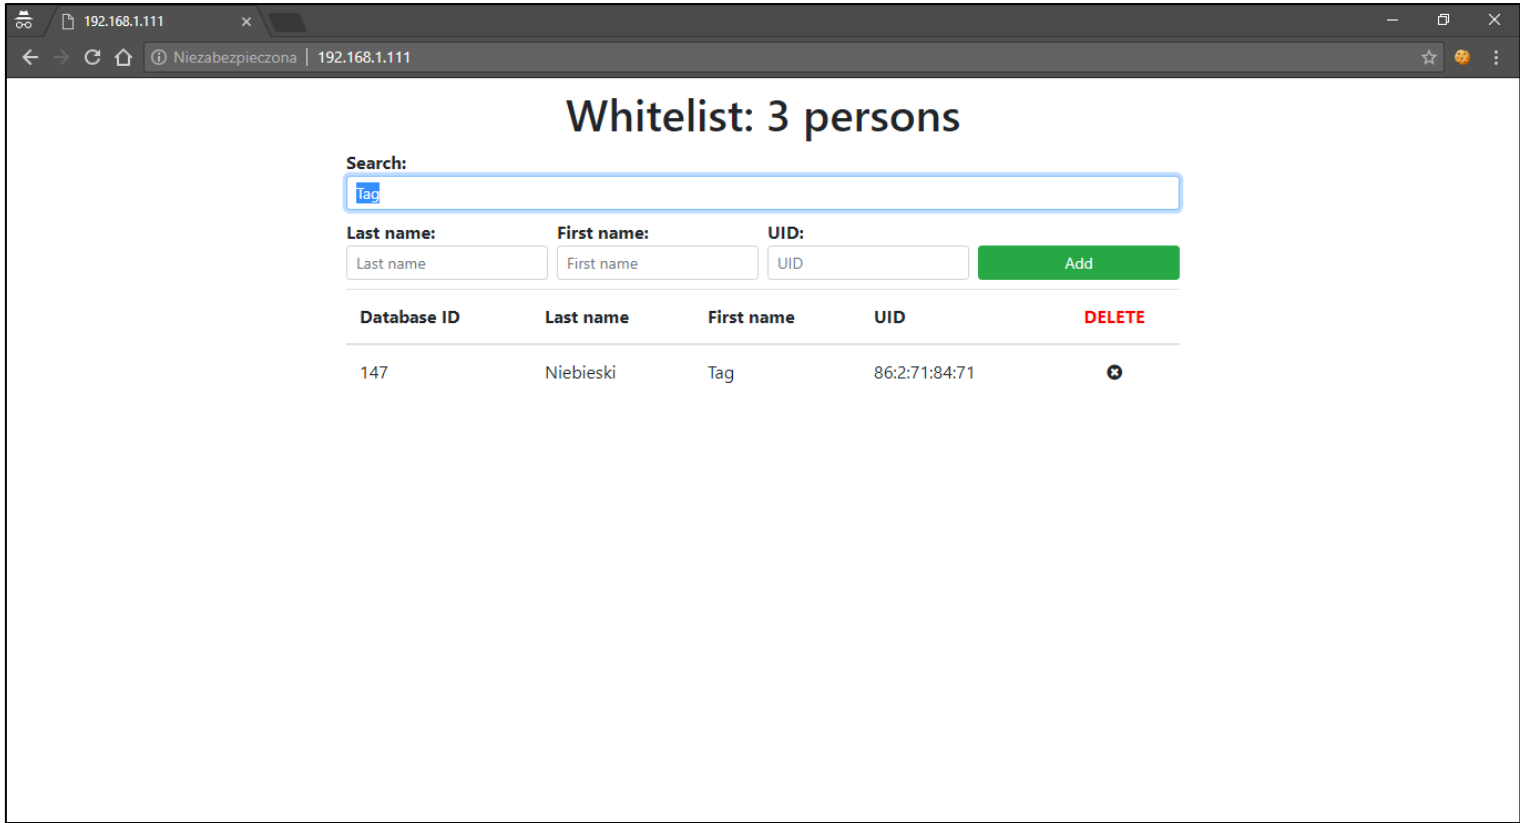 192.168.1.111
Niezabezpieczona | 192.168.1.111
Whitelist: 3 persons
Search:
Tag
Last name: First name: UID:
Last name First name UID Add
Database ID Last name First name UID DELETE
147 Niebieski Tag 86:2:71:84:71